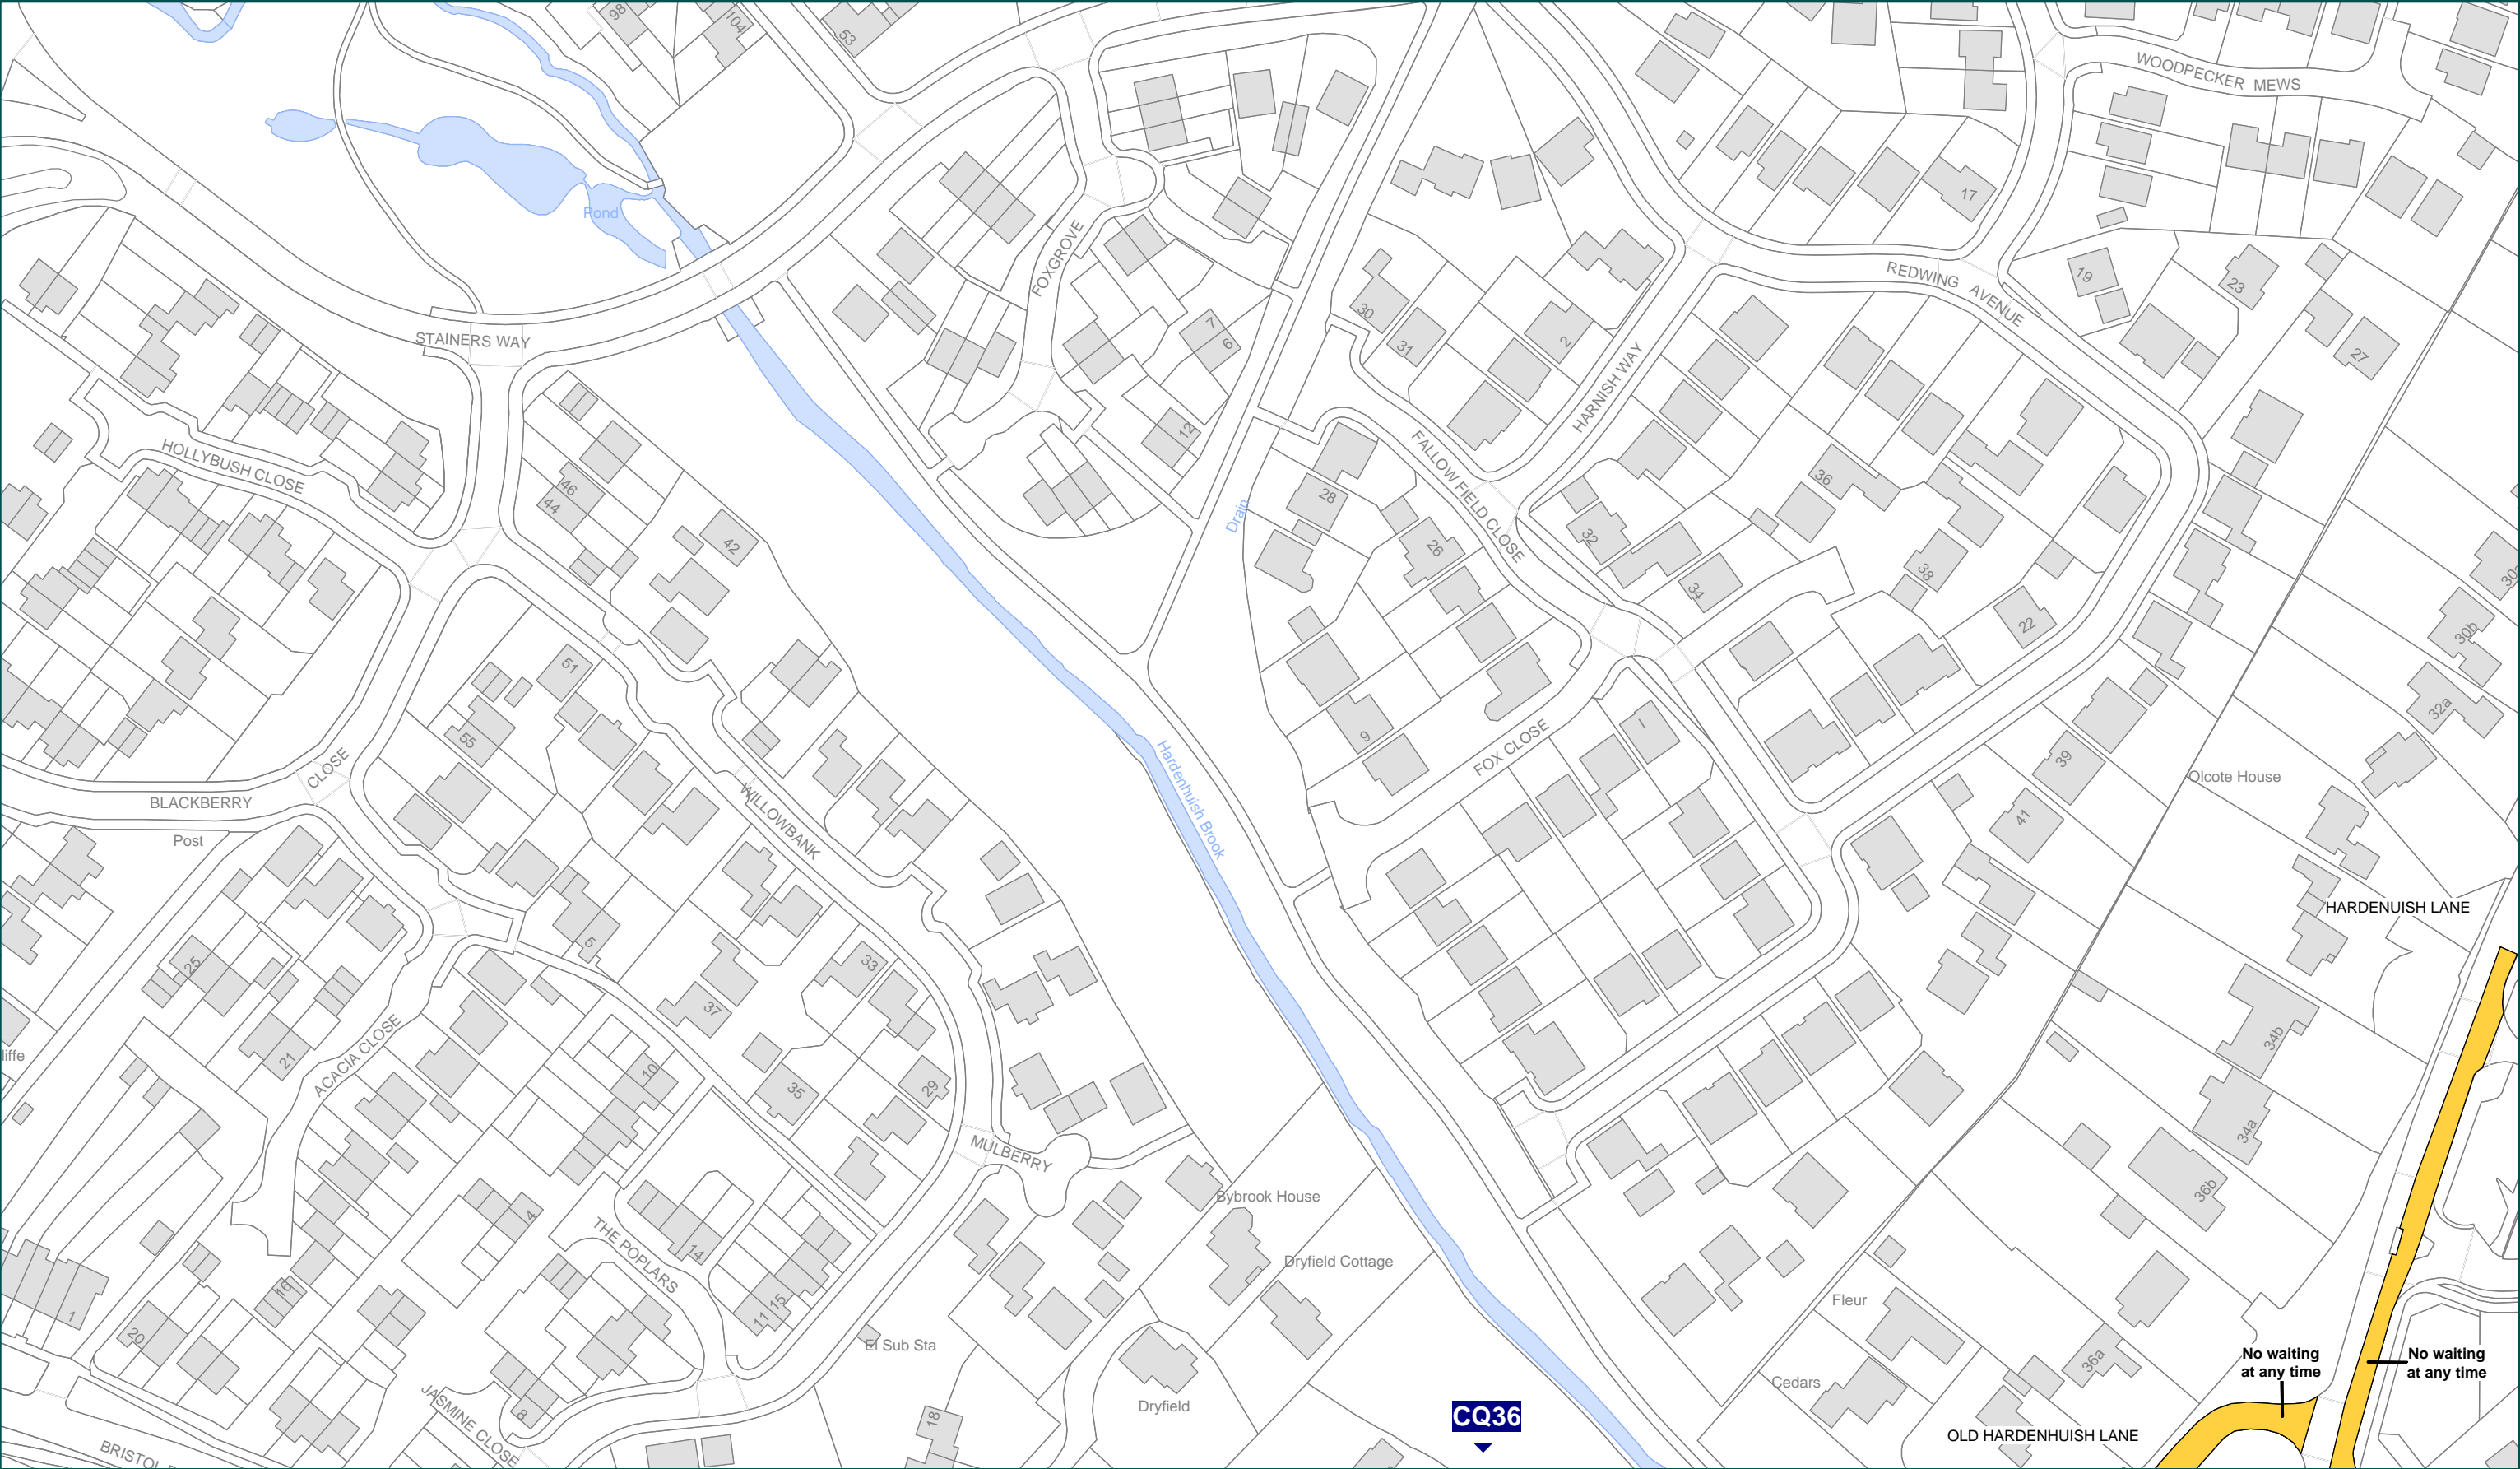 98
104
53
WOODPECKER MEWS
17
Pond
FOXGROVE
REDWING AVENUE
19
23
27
STAINERS WAY
30
31
2
7
6
HARNISH WAY
12
HOLLYBUSH CLOSE
46
44
42
Drain
28
26
FALLOW FIELD CLOSE
32
34
36
38
22
30b
32a
51
55
9
1
FOX CLOSE
39
41
Olcote House
BLACKBERRY
CLOSE
Post
WILLOWBANK
Hardenhuish Brook
HARDENUISH LANE
25
5
33
37
21
ACACIA CLOSE
10
35
29
34b
34a
36b
liffe
MULBERRY
Bybrook House
4
THE POPLARS
14
Dryfield Cottage
Fleur
16
15
11
1
20
El Sub Sta
Cedars
36a
No waiting
at any time
No waiting
at any time
Dryfield
8
JASMINE CLOSE
18
CQ36
OLD HARDENHUISH LANE
BRISTOL